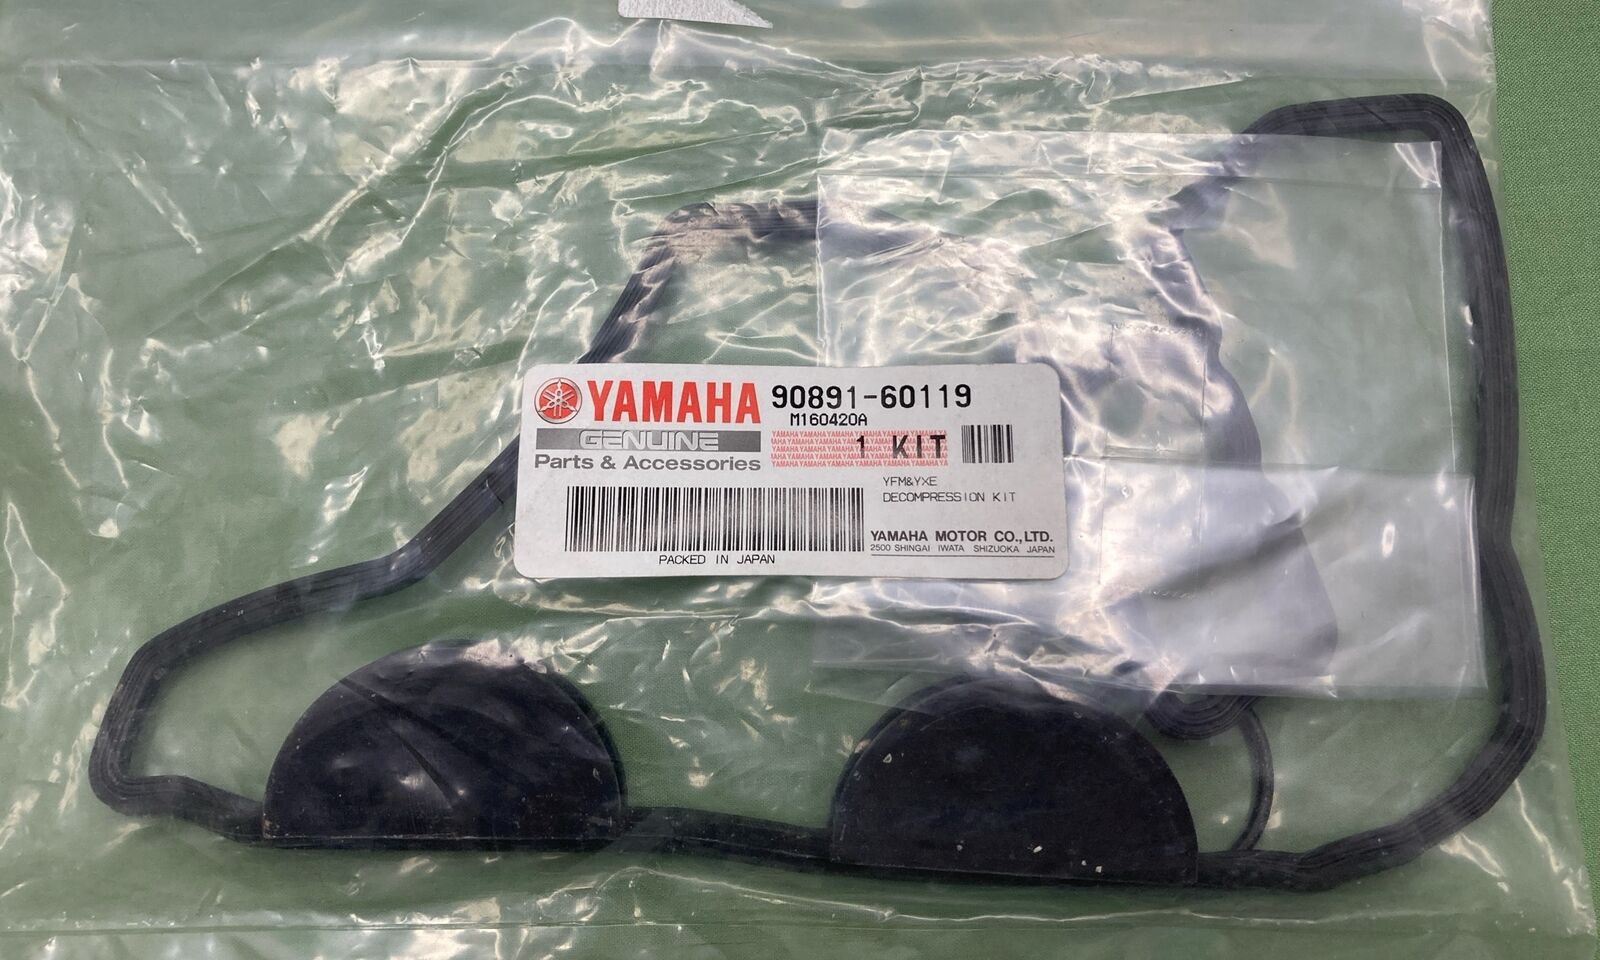 YAMAHA 90891-60119
M160420A
GENUINE
1 KIT
Parts & Accessories
YFM&YXE
DECOMPRESSION KIT
YAMAHA MOTOR CO.,LTD.
2500 SHINGAI IWATA SHIZUOKA JAPAN
PACKED IN JAPAN